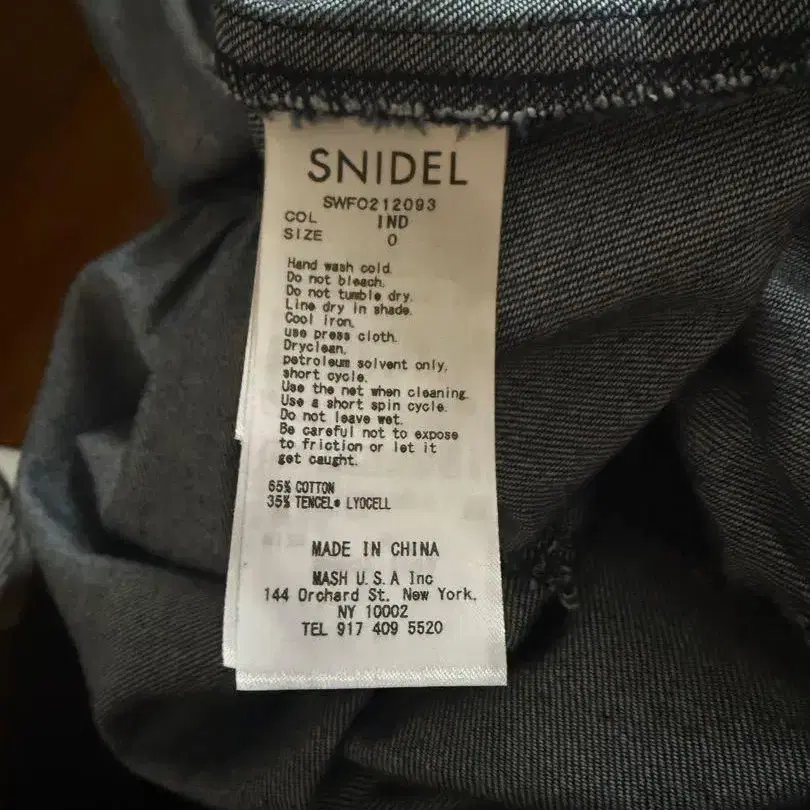 SNIDEL
SWFO212093
COL IND
SIZE 0
Hand wash cold.
Do not bleach.
Do not tumble dry.
Line dry in shade.
Cool iron.
use press cloth.
Dryclean,
petroleum solvent only,
short cycle.
Use the net when cleaning.
Use a short spin cycle.
Do not leave wet.
Be careful not to expose
to friction or let it
get caught.
65% COTTON
35% TENCEL® LYOCELL
MADE IN CHINA
MASH U.S.A Inc
144 Orchard St. New York.
NY 10002
TEL 917 409 5520